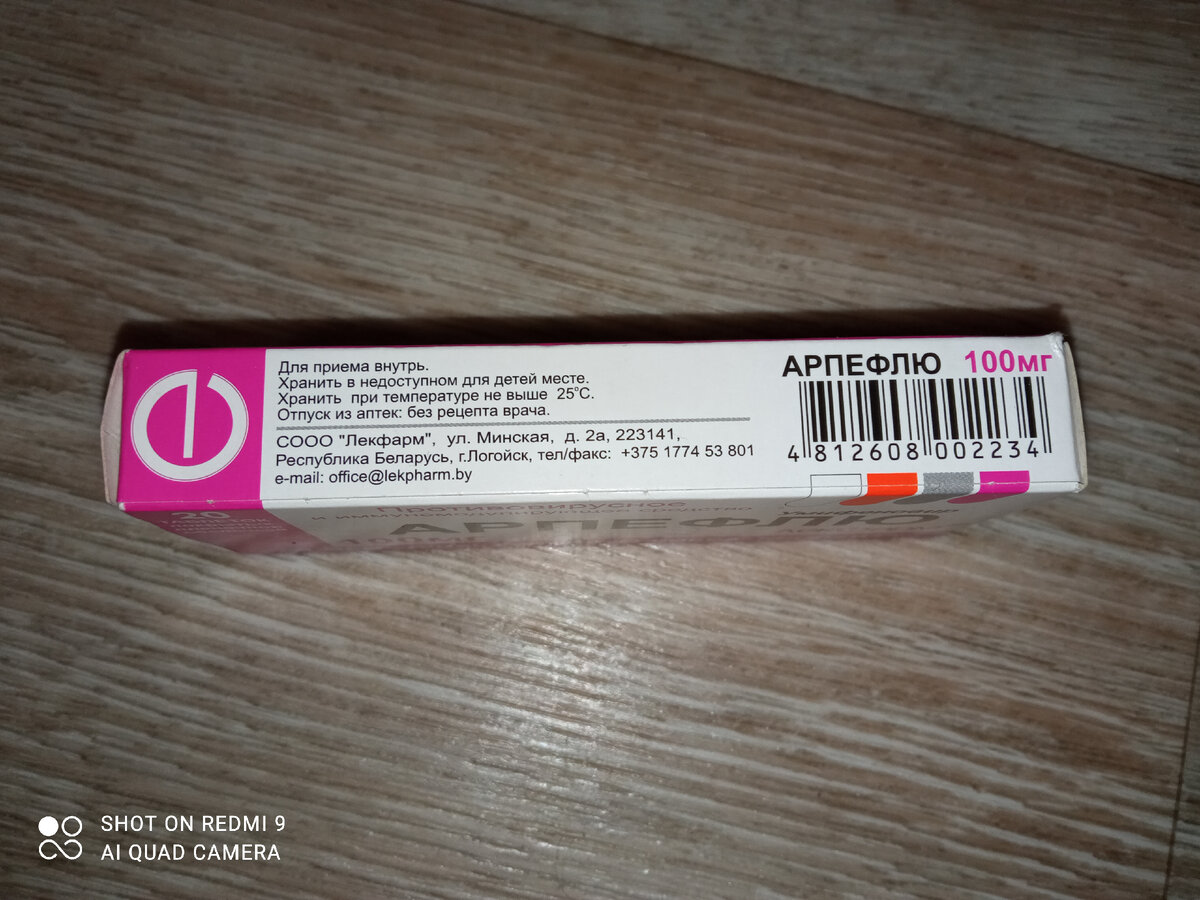 Для приема внутрь.
Хранить в недоступном для детей месте.
Хранить при температуре не выше 25°С.
Отпуск из аптек: без рецепта врача.
СООО "Лекфарм", ул. Минская, д. 2а, 223141,
Республика Беларусь, г.Логойск, тел/факс: +375 1774 53 801
e-mail: office@lekpharm.by
АРПЕФЛЮ 100мг
4 812608 002234
Противовирусное
АРПЕФЛЮ
SHOT ON REDMI 9
AI QUAD CAMERA